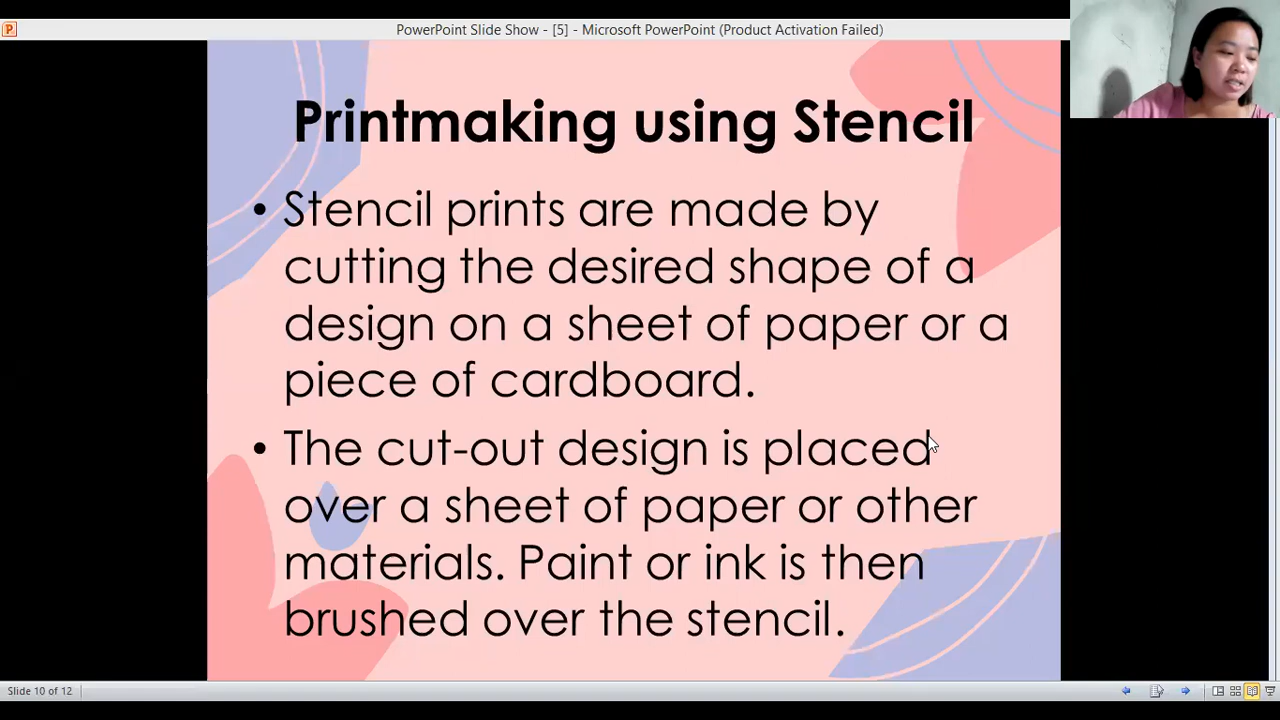 PowerPoint Slide Show - [5] - Microsoft PowerPoint (Product Activation Failed)
Printmaking using Stencil
• Stencil prints are made by
cutting the desired shape of a
design on a sheet of paper or a
piece of cardboard.
• The cut-out design is placed
over a sheet of paper or other
materials. Paint or ink is then
brushed over the stencil.
Slide 10 of 12